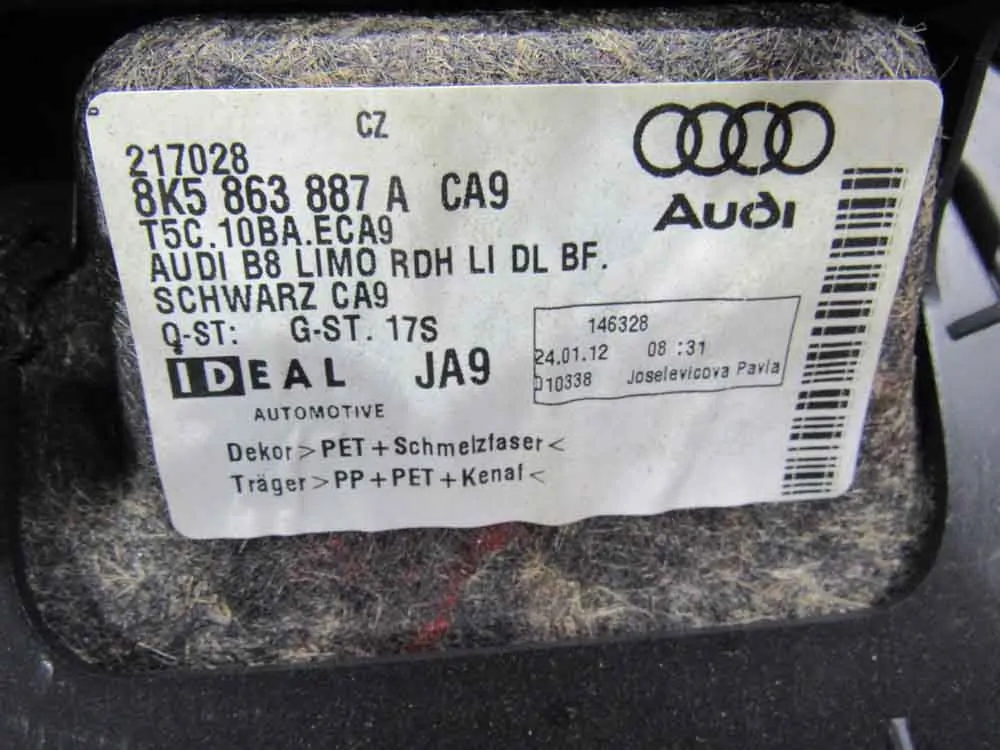 CZ
217028
8K5 863 887 A CA9
T5C.10BA.ECA9
AUDI B8 LIMO RDH LI DL BF.
SCHWARZ CA9
Q-ST: G-ST. 17S
IDEAL JA9
AUTOMOTIVE
Dekor>PET+Schmelzfaser<
Träger>PP+PET+Kenaf<
Audi
146328
24.01.12 08:31
D10338 Joselevicova Pavla